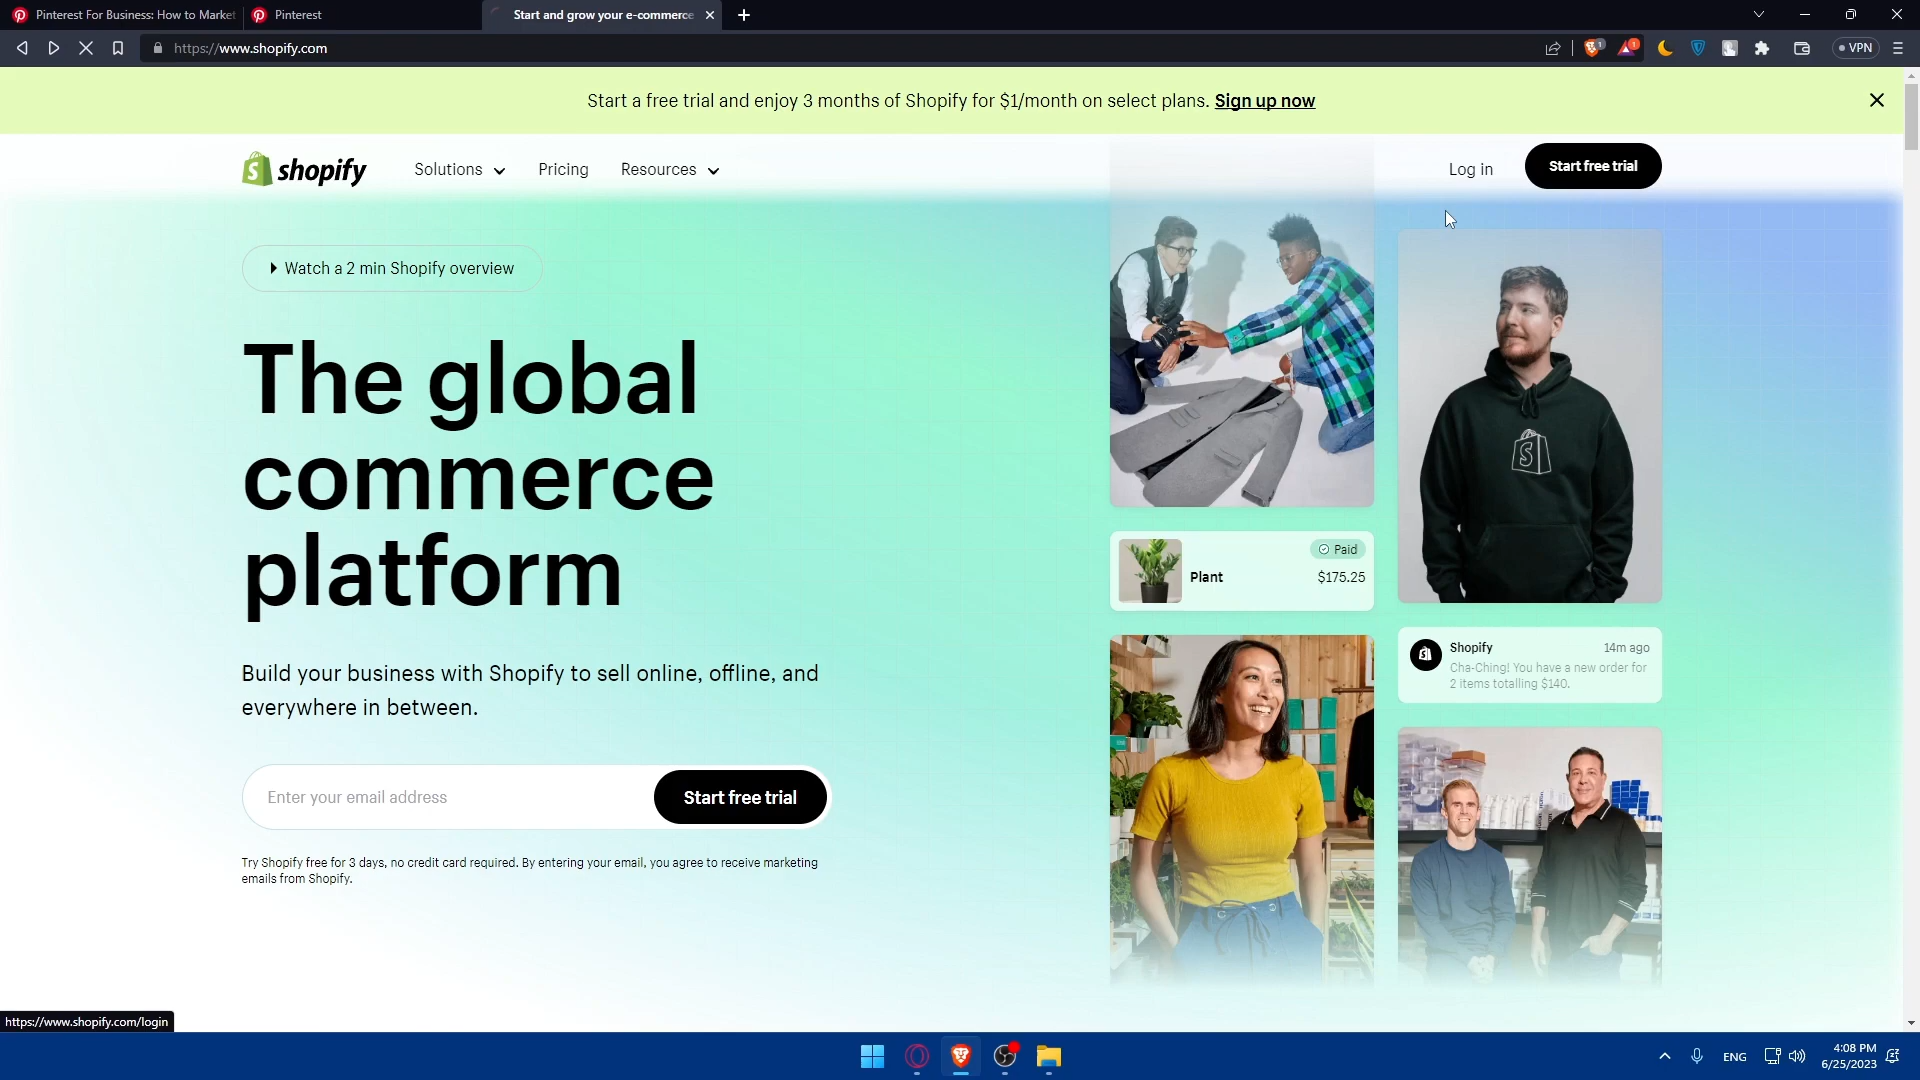 Pinterest For Business: How to Market
Pinterest
Start and grow your e-commerce
https://www.shopify.com
VPN
Start a free trial and enjoy 3 months of Shopify for $1/month on select plans. Sign up now
shopify
Solutions
Pricing
Resources
Log in
Start free trial
Watch a 2 min Shopify overview
The global
commerce
platform
Build your business with Shopify to sell online, offline, and
everywhere in between.
Enter your email address
Start free trial
Try Shopify free for 3 days, no credit card required. By entering your email, you agree to receive marketing
emails from Shopify.
Paid
Plant
$175.25
Shopify
14m ago
Cha-Ching! You have a new order for
2 items totalling $140.
https://www.shopify.com/login
ENG
4:08 PM
6/25/2023